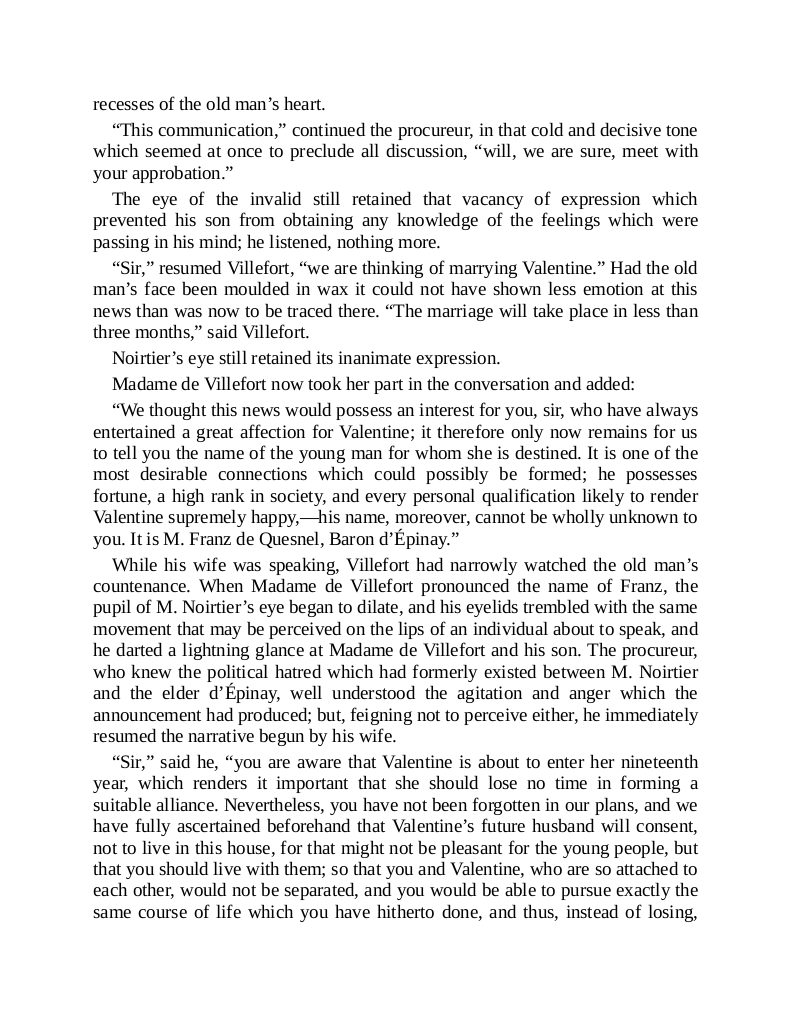 recesses of the old man’s heart.
“This communication,” continued the procureur, in that cold and decisive tone
which seemed at once to preclude all discussion, “will, we are sure, meet with
your approbation.”
The eye of the invalid still retained that vacancy of expression which
prevented his son from obtaining any knowledge of the feelings which were
passing in his mind; he listened, nothing more.
“Sir,” resumed Villefort, “we are thinking of marrying Valentine.” Had the old
man’s face been moulded in wax it could not have shown less emotion at this
news than was now to be traced there. “The marriage will take place in less than
three months,” said Villefort.
Noirtier’s eye still retained its inanimate expression.
Madame de Villefort now took her part in the conversation and added:
“We thought this news would possess an interest for you, sir, who have always
entertained a great affection for Valentine; it therefore only now remains for us
to tell you the name of the young man for whom she is destined. It is one of the
most desirable connections which could possibly be formed; he possesses
fortune, a high rank in society, and every personal qualification likely to render
Valentine supremely happy,—his name, moreover, cannot be wholly unknown to
you. It is M. Franz de Quesnel, Baron d’Épinay.”
While his wife was speaking, Villefort had narrowly watched the old man’s
countenance. When Madame de Villefort pronounced the name of Franz, the
pupil of M. Noirtier’s eye began to dilate, and his eyelids trembled with the same
movement that may be perceived on the lips of an individual about to speak, and
he darted a lightning glance at Madame de Villefort and his son. The procureur,
who knew the political hatred which had formerly existed between M. Noirtier
and the elder d’Épinay, well understood the agitation and anger which the
announcement had produced; but, feigning not to perceive either, he immediately
resumed the narrative begun by his wife.
“Sir,” said he, “you are aware that Valentine is about to enter her nineteenth
year, which renders it important that she should lose no time in forming a
suitable alliance. Nevertheless, you have not been forgotten in our plans, and we
have fully ascertained beforehand that Valentine’s future husband will consent,
not to live in this house, for that might not be pleasant for the young people, but
that you should live with them; so that you and Valentine, who are so attached to
each other, would not be separated, and you would be able to pursue exactly the
same course of life which you have hitherto done, and thus, instead of losing,